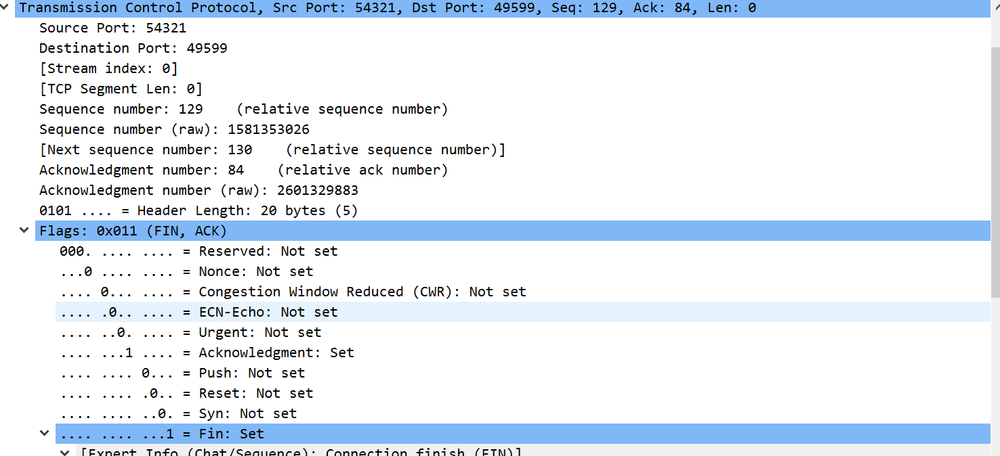 Transmission Control Protocol, Src Port: 54321, Dst Port: 49599, Seq: 129, Ack: 84, Len: 0
Source Port: 54321
Destination Port: 49599
[Stream index: 0]
[TCP Segment Len: 0]
Sequence number: 129    (relative sequence number)
Sequence number (raw): 1581353026
[Next sequence number: 130    (relative sequence number)]
Acknowledgment number: 84    (relative ack number)
Acknowledgment number (raw): 2601329883
0101 .... = Header Length: 20 bytes (5)
Flags: 0x011 (FIN, ACK)
000. .... .... = Reserved: Not set
...0 .... .... = Nonce: Not set
.... 0... .... = Congestion Window Reduced (CWR): Not set
.... .0.. .... = ECN-Echo: Not set
.... ..0. .... = Urgent: Not set
.... ...1 .... = Acknowledgment: Set
.... .... 0... = Push: Not set
.... .... .0.. = Reset: Not set
.... .... ..0. = Syn: Not set
.... .... ...1 = Fin: Set
[Expert Info (Chat/Sequence): Connection finish (FIN)]